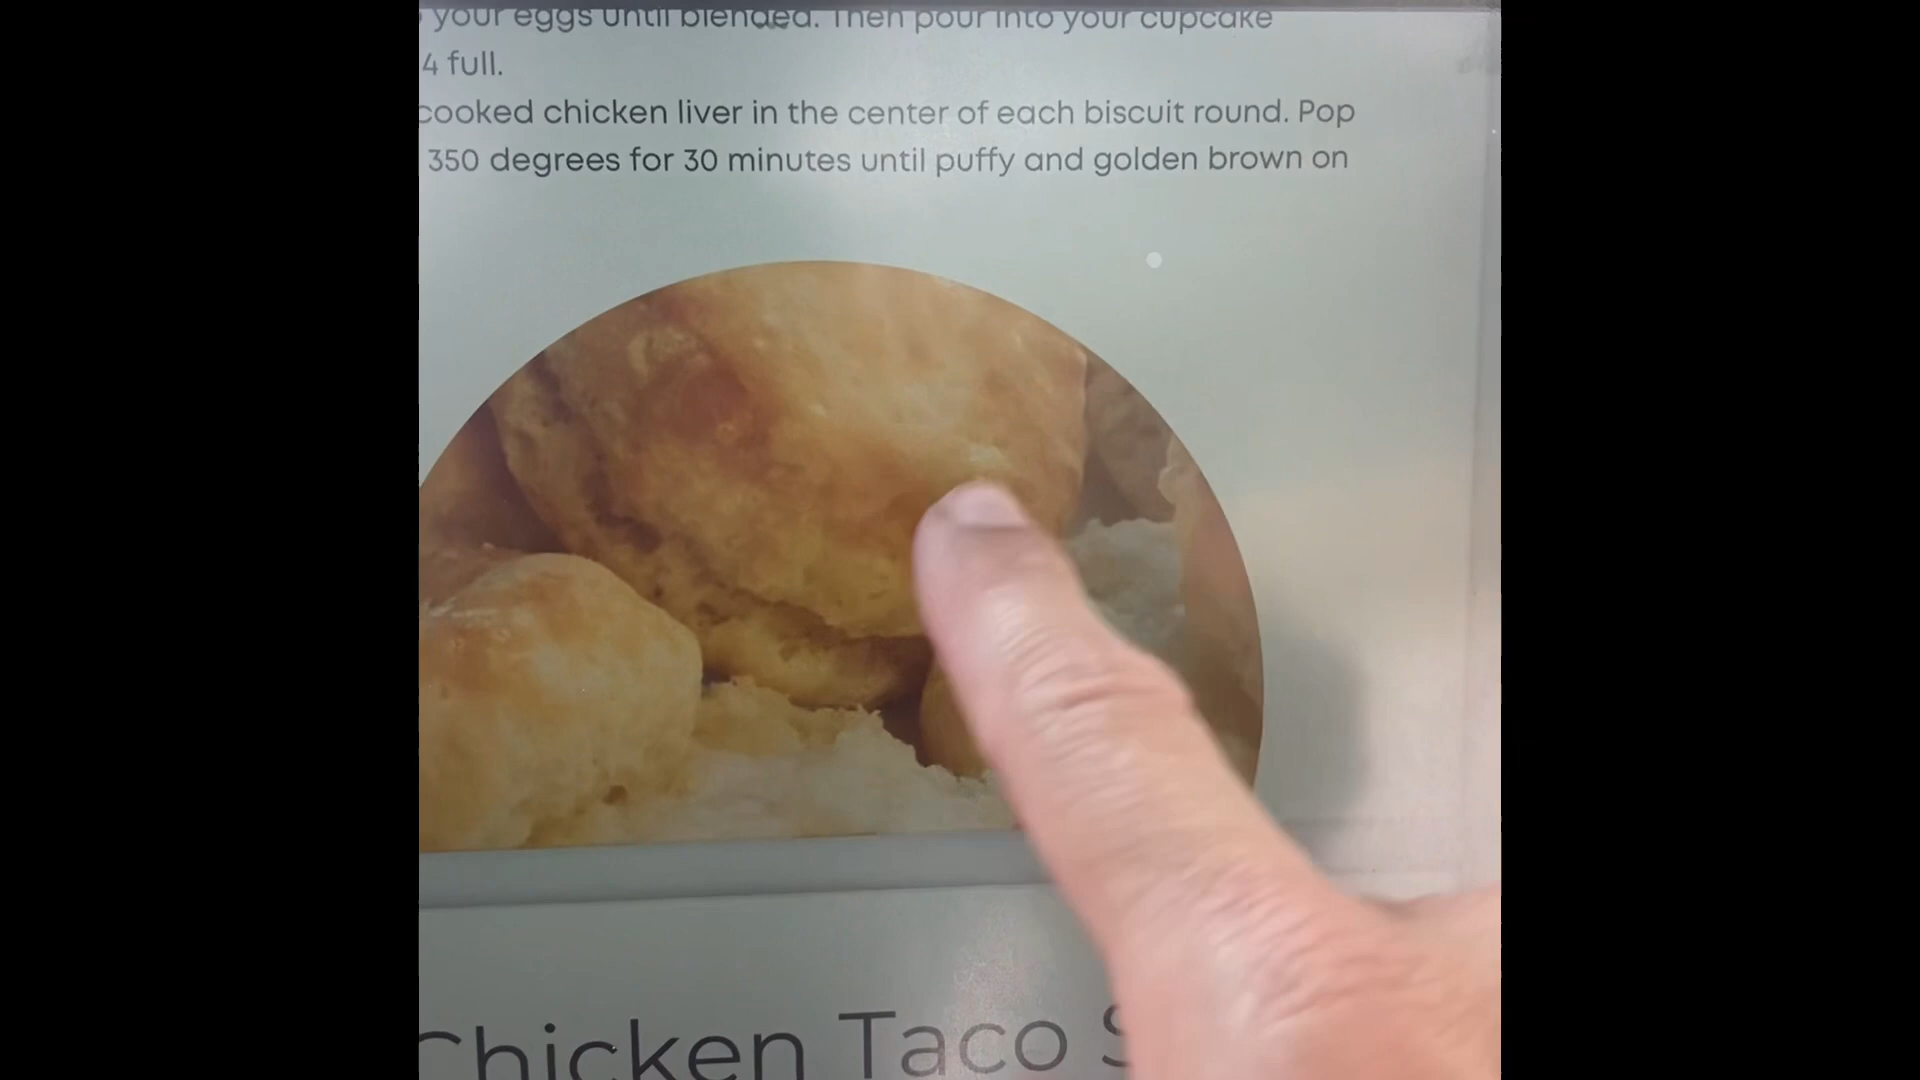 your eggs until blended. Then pour into your cupcake
4 full.
cooked chicken liver in the center of each biscuit round. Pop
350 degrees for 30 minutes until puffy and golden brown on
Chicken Taco S